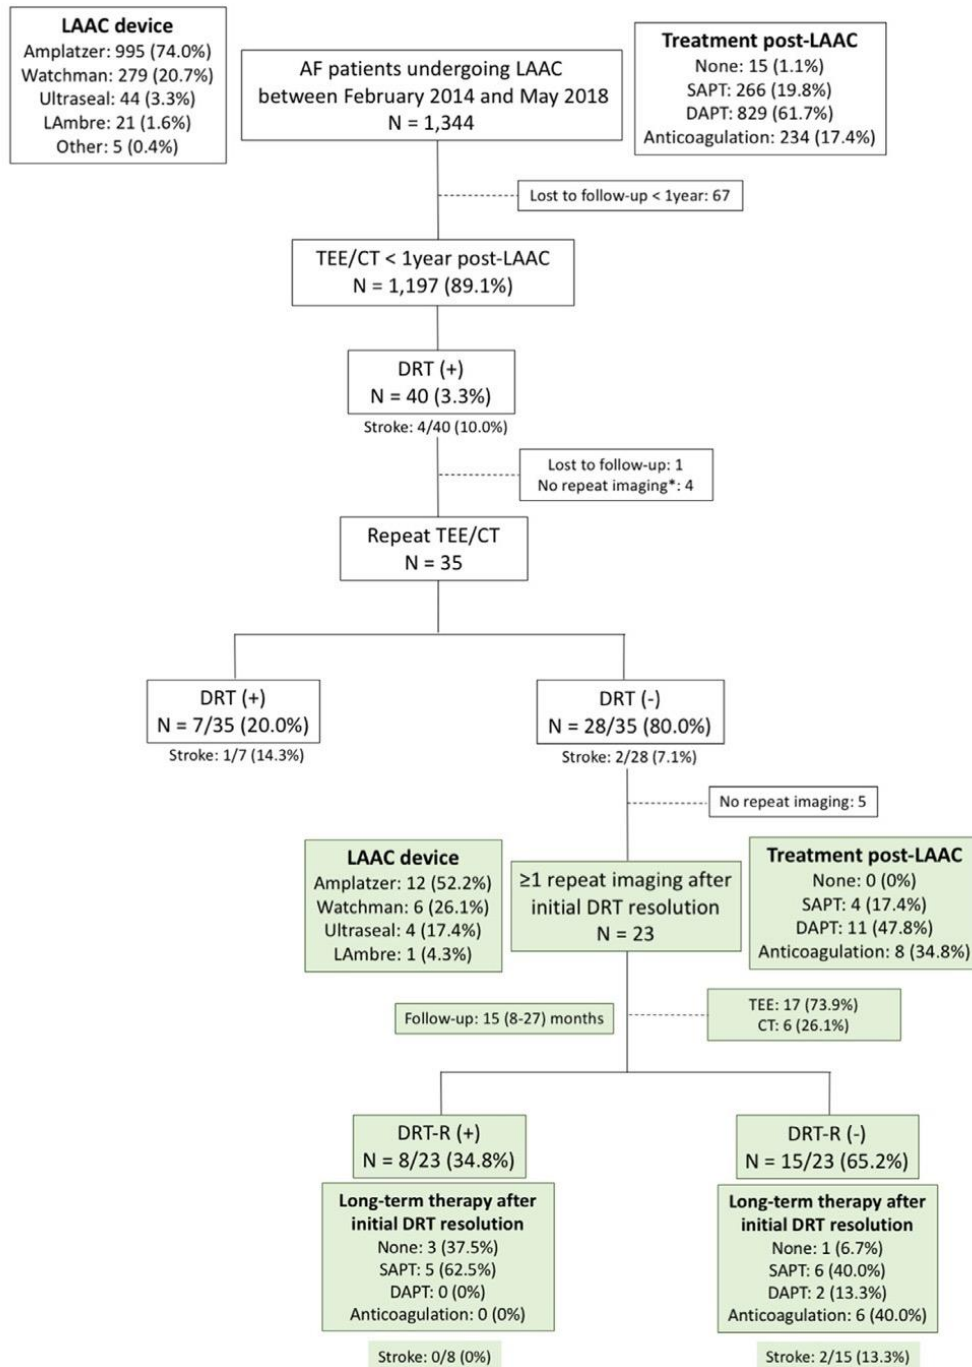 LAAC device
Amplatzer: 995 (74.0%)
Watchman: 279 (20.7%)
Ultraseal: 44 (3.3%)
LAmbre: 21 (1.6%)
Other: 5 (0.4%)
AF patients undergoing LAAC
between February 2014 and May 2018
N = 1,344
Treatment post-LAAC
None: 15 (1.1%)
SAPT: 266 (19.8%)
DAPT: 829 (61.7%)
Anticoagulation: 234 (17.4%)
Lost to follow-up < 1year: 67
TEE/CT < 1year post-LAAC
N = 1,197 (89.1%)
DRT (+)
N = 40 (3.3%)
Stroke: 4/40 (10.0%)
Lost to follow-up: 1
No repeat imaging*: 4
Repeat TEE/CT
N = 35
DRT (+)
N = 7/35 (20.0%)
Stroke: 1/7 (14.3%)
DRT (-)
N = 28/35 (80.0%)
Stroke: 2/28 (7.1%)
No repeat imaging: 5
LAAC device
Amplatzer: 12 (52.2%)
Watchman: 6 (26.1%)
Ultraseal: 4 (17.4%)
LAmbre: 1 (4.3%)
≥1 repeat imaging after
initial DRT resolution
N = 23
Treatment post-LAAC
None: 0 (0%)
SAPT: 4 (17.4%)
DAPT: 11 (47.8%)
Anticoagulation: 8 (34.8%)
Follow-up: 15 (8-27) months
TEE: 17 (73.9%)
CT: 6 (26.1%)
DRT-R (+)
N = 8/23 (34.8%)
Long-term therapy after
initial DRT resolution
None: 3 (37.5%)
SAPT: 5 (62.5%)
DAPT: 0 (0%)
Anticoagulation: 0 (0%)
Stroke: 0/8 (0%)
DRT-R (-)
N = 15/23 (65.2%)
Long-term therapy after
initial DRT resolution
None: 1 (6.7%)
SAPT: 6 (40.0%)
DAPT: 2 (13.3%)
Anticoagulation: 6 (40.0%)
Stroke: 2/15 (13.3%)